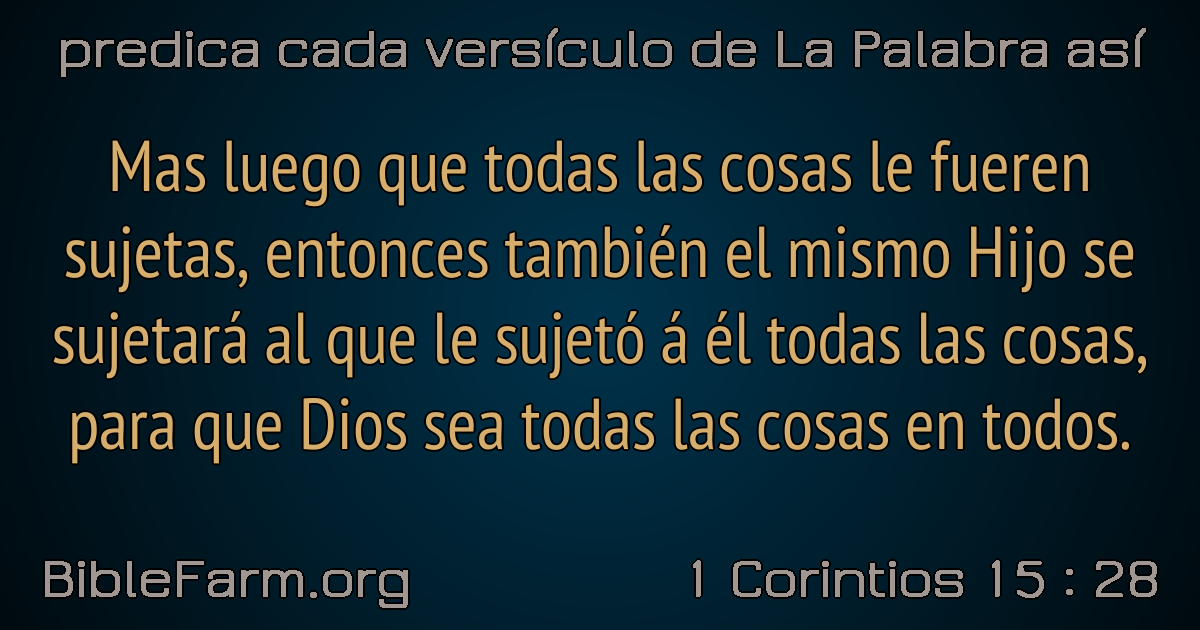 predica cada versículo de La Palabra así
Mas luego que todas las cosas le fueren
sujetas, entonces también el mismo Hijo se
sujetará al que le sujetó á él todas las cosas,
para que Dios sea todas las cosas en todos.
BibleFarm.org
1 Corintios 15 : 28